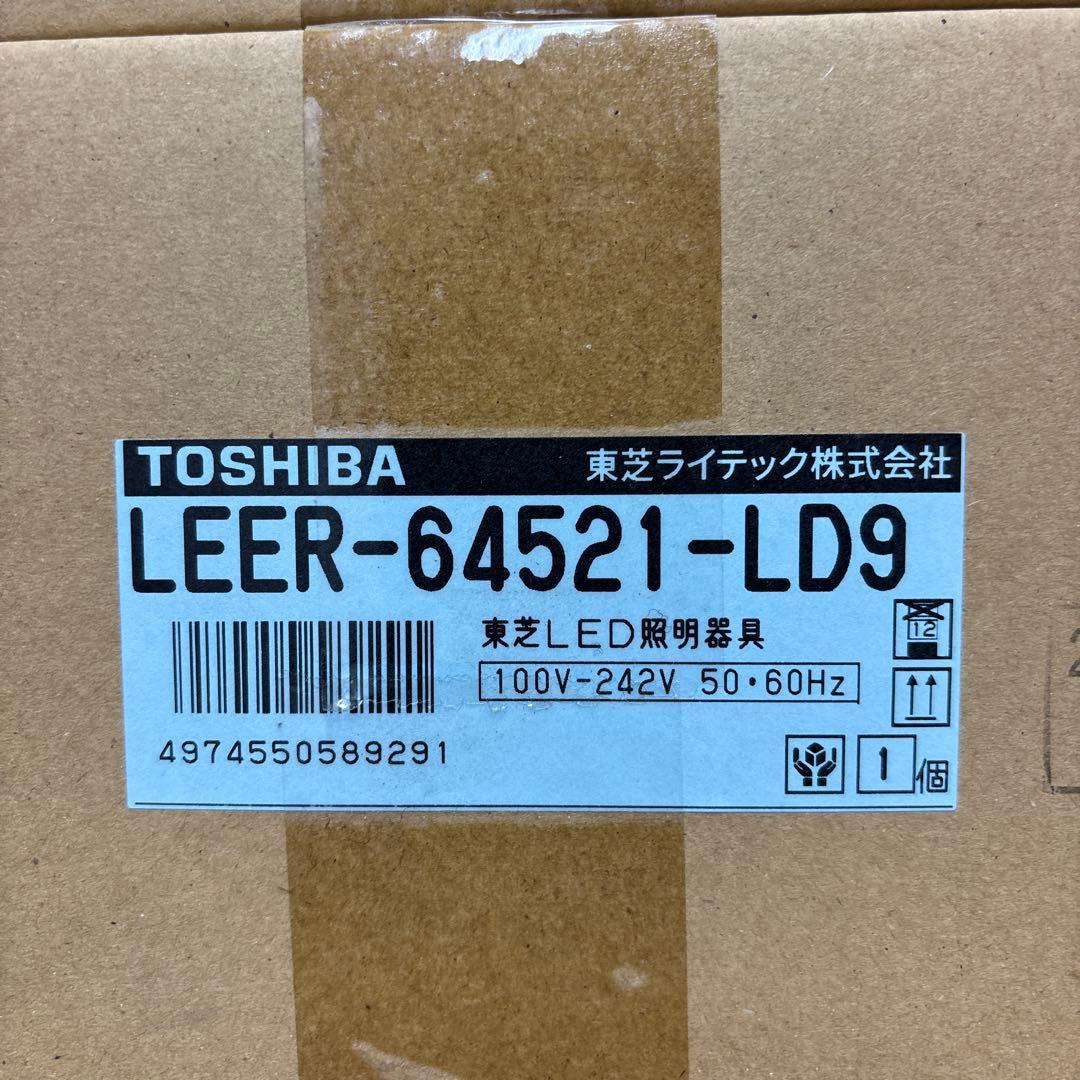 TOSHIBA 東芝ライテック株式会社
LEER-64521-LD9
東芝LED照明器具
12
100V-242V 50・60Hz
4974550589291
1個